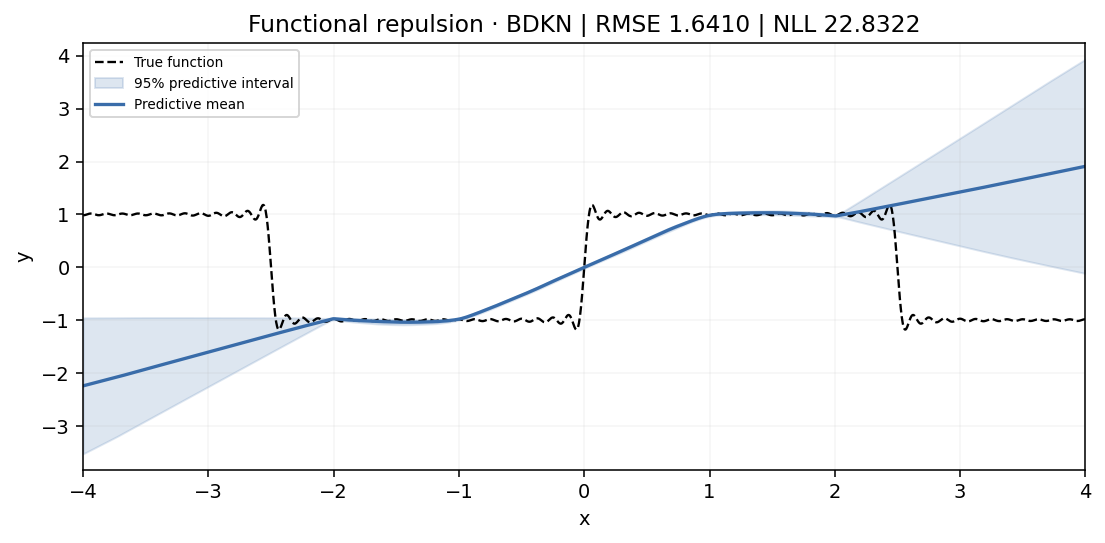 Functional repulsion · BDKN | RMSE 1.6410 | NLL 22.8322
True function
95% predictive interval
Predictive mean
4
3
2
1
0
−1
−2
−3
y
−4 −3 −2 −1 0 1 2 3 4
x